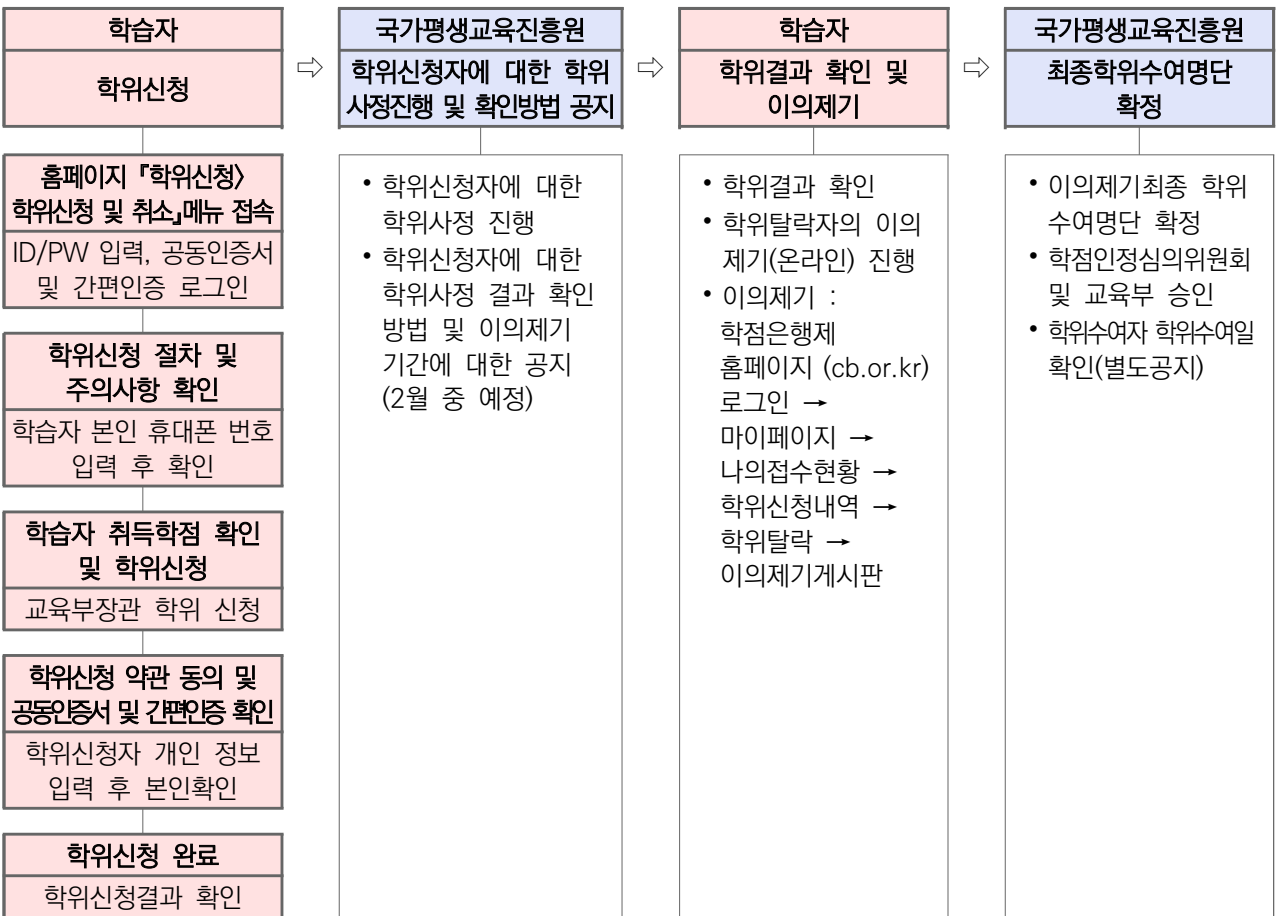 학습자
학위신청
⇨
국가평생교육진흥원
학위신청자에 대한 학위
사정진행 및 확인방법 공지
⇨
학습자
학위결과 확인 및
이의제기
⇨
국가평생교육진흥원
최종학위수여명단
확정
홈페이지 『학위신청〉
학위신청 및 취소』메뉴 접속
ID/PW 입력, 공동인증서
및 간편인증 로그인
학위신청 절차 및
주의사항 확인
학습자 본인 휴대폰 번호
입력 후 확인
학습자 취득학점 확인
및 학위신청
교육부장관 학위 신청
학위신청 약관 동의 및
공동인증서 및 간편인증 확인
학위신청자 개인 정보
입력 후 본인확인
학위신청 완료
학위신청결과 확인
• 학위신청자에 대한
학위사정 진행
• 학위신청자에 대한
학위사정 결과 확인
방법 및 이의제기
기간에 대한 공지
(2월 중 예정)
• 학위결과 확인
• 학위탈락자의 이의
제기(온라인) 진행
• 이의제기 :
학점은행제
홈페이지 (cb.or.kr)
로그인 →
마이페이지 →
나의접수현황 →
학위신청내역 →
학위탈락 →
이의제기게시판
• 이의제기최종 학위
수여명단 확정
• 학점인정심의위원회
및 교육부 승인
• 학위수여자 학위수여일
확인(별도공지)